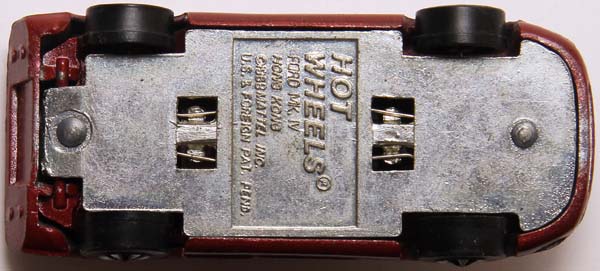 HOT
WHEELS®
FORD MK. IV
HONG KONG
©1968 MATTEL INC.
U.S. & FOREIGN PAT. PEND.